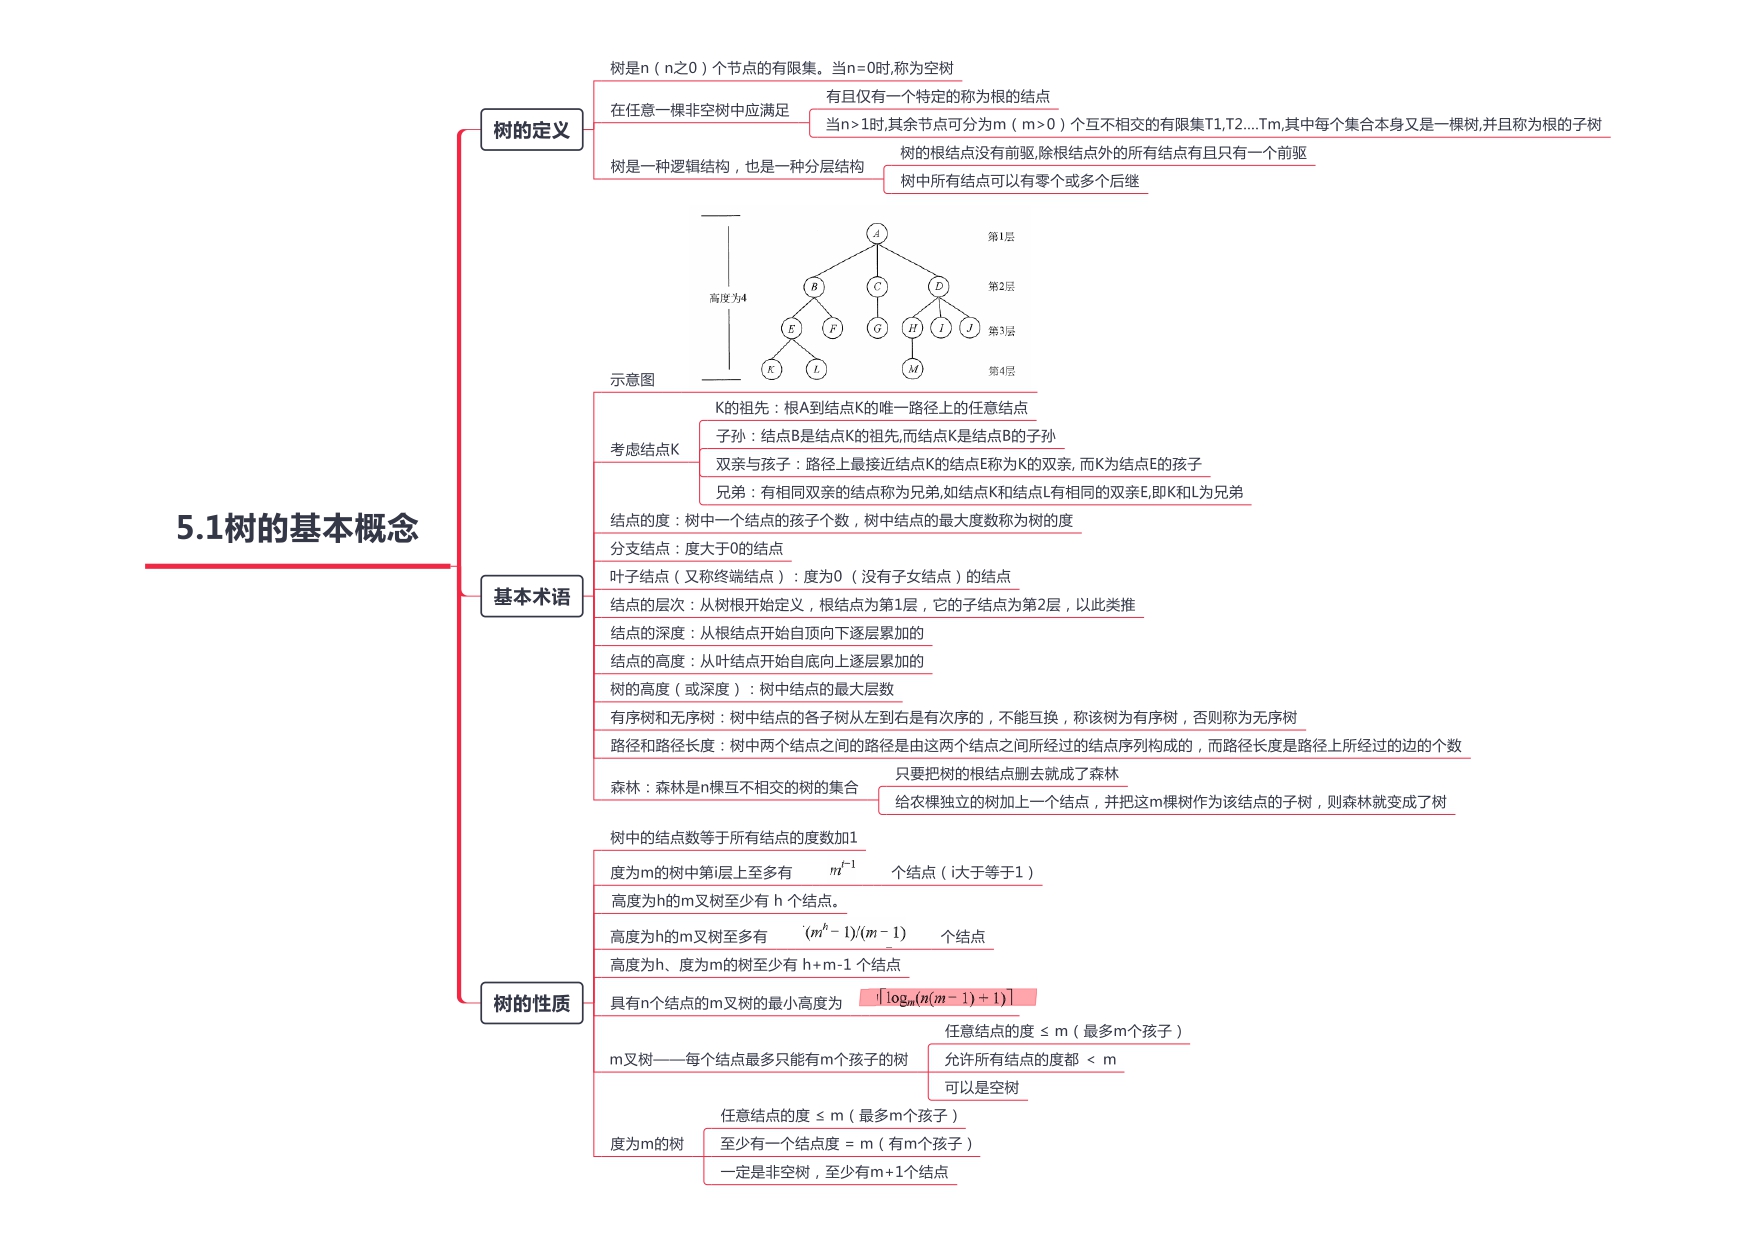 5.1树的基本概念
树的定义
树是n（n之0）个节点的有限集。当n=0时,称为空树
在任意一棵非空树中应满足
有且仅有一个特定的称为根的结点
当n>1时,其余节点可分为m（m>0）个互不相交的有限集T1,T2....Tm,其中每个集合本身又是一棵树,并且称为根的子树
树是一种逻辑结构，也是一种分层结构
树的根结点没有前驱,除根结点外的所有结点有且只有一个前驱
树中所有结点可以有零个或多个后继
基本术语
示意图
高度为4
A 第1层
B C D 第2层
E F G H I J 第3层
K L M 第4层
考虑结点K
K的祖先：根A到结点K的唯一路径上的任意结点
子孙：结点B是结点K的祖先,而结点K是结点B的子孙
双亲与孩子：路径上最接近结点K的结点E称为K的双亲, 而K为结点E的孩子
兄弟：有相同双亲的结点称为兄弟,如结点K和结点L有相同的双亲E,即K和L为兄弟
结点的度：树中一个结点的孩子个数，树中结点的最大度数称为树的度
分支结点：度大于0的结点
叶子结点（又称终端结点）：度为0 （没有子女结点）的结点
结点的层次：从树根开始定义，根结点为第1层，它的子结点为第2层，以此类推
结点的深度：从根结点开始自顶向下逐层累加的
结点的高度：从叶结点开始自底向上逐层累加的
树的高度（或深度）：树中结点的最大层数
有序树和无序树：树中结点的各子树从左到右是有次序的，不能互换，称该树为有序树，否则称为无序树
路径和路径长度：树中两个结点之间的路径是由这两个结点之间所经过的结点序列构成的，而路径长度是路径上所经过的边的个数
森林：森林是n棵互不相交的树的集合
只要把树的根结点删去就成了森林
给农棵独立的树加上一个结点，并把这m棵树作为该结点的子树，则森林就变成了树
树的性质
树中的结点数等于所有结点的度数加1
度为m的树中第i层上至多有 m^{i−1} 个结点（i大于等于1）
高度为h的m叉树至少有 h 个结点。
高度为h的m叉树至多有 (m^h − 1)/(m − 1) 个结点
高度为h、度为m的树至少有 h+m-1 个结点
具有n个结点的m叉树的最小高度为 ⌈log_m(n(m − 1) + 1)⌉
m叉树——每个结点最多只能有m个孩子的树
任意结点的度 ≤ m（最多m个孩子）
允许所有结点的度都 < m
可以是空树
度为m的树
任意结点的度 ≤ m（最多m个孩子）
至少有一个结点度 = m（有m个孩子）
一定是非空树，至少有m+1个结点